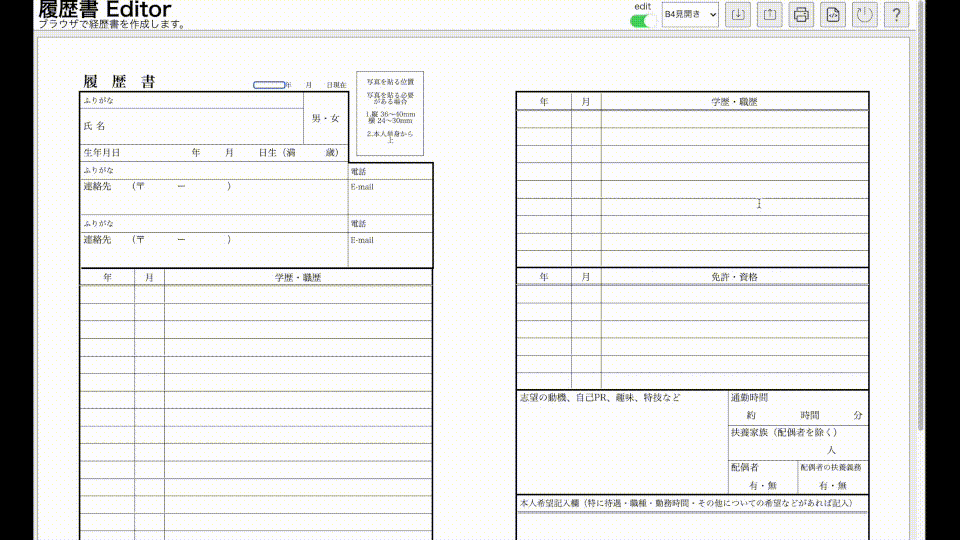 履歴書 Editor
ブラウザで経歴書を作成します。
edit
B4見開き
?
履 歴 書
年 月 日現在
写真を貼る位置
写真を貼る必要
がある場合
1.縦 36〜40mm
横 24〜30mm
2.本人単身から
上
ふりがな
氏 名
男・女
生年月日 年 月 日生（満 歳）
ふりがな
電話
連絡先 （〒 ー ）
E-mail
ふりがな
電話
連絡先 （〒 ー ）
E-mail
年 月 学歴・職歴
年 月 学歴・職歴
年 月 免許・資格
志望の動機、自己PR、趣味、特技など
通勤時間
約 時間 分
扶養家族（配偶者を除く）
人
配偶者
有・無
配偶者の扶養義務
有・無
本人希望記入欄（特に待遇・職種・勤務時間・その他についての希望などがあれば記入）